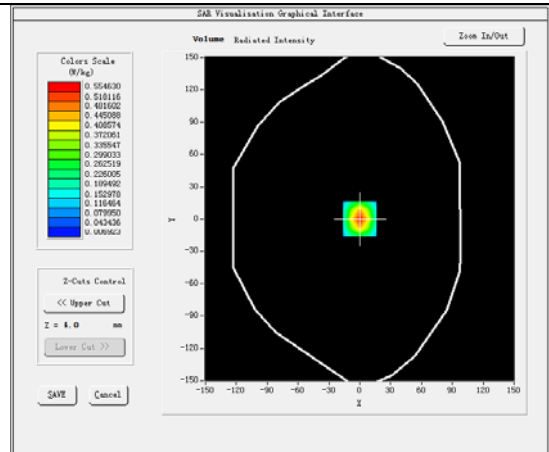 SAR Visualisation Graphical Interface
Volume Radiated Intensity
Zoom In/Out
Colors Scale
(W/kg)
0.554630
0.518116
0.481602
0.445088
0.408574
0.372061
0.335547
0.299033
0.262519
0.226005
0.189492
0.152978
0.116464
0.079950
0.043436
0.006923
Z-Cuts Control
<< Upper Cut
Z = 4.0 mm
Lower Cut >>
SAVE
Cancel
150
120
90
60
30
0
-30
-60
-90
-120
-150
Y
-150 -120 -90 -60 -30 0 30 60 90 120 150
X